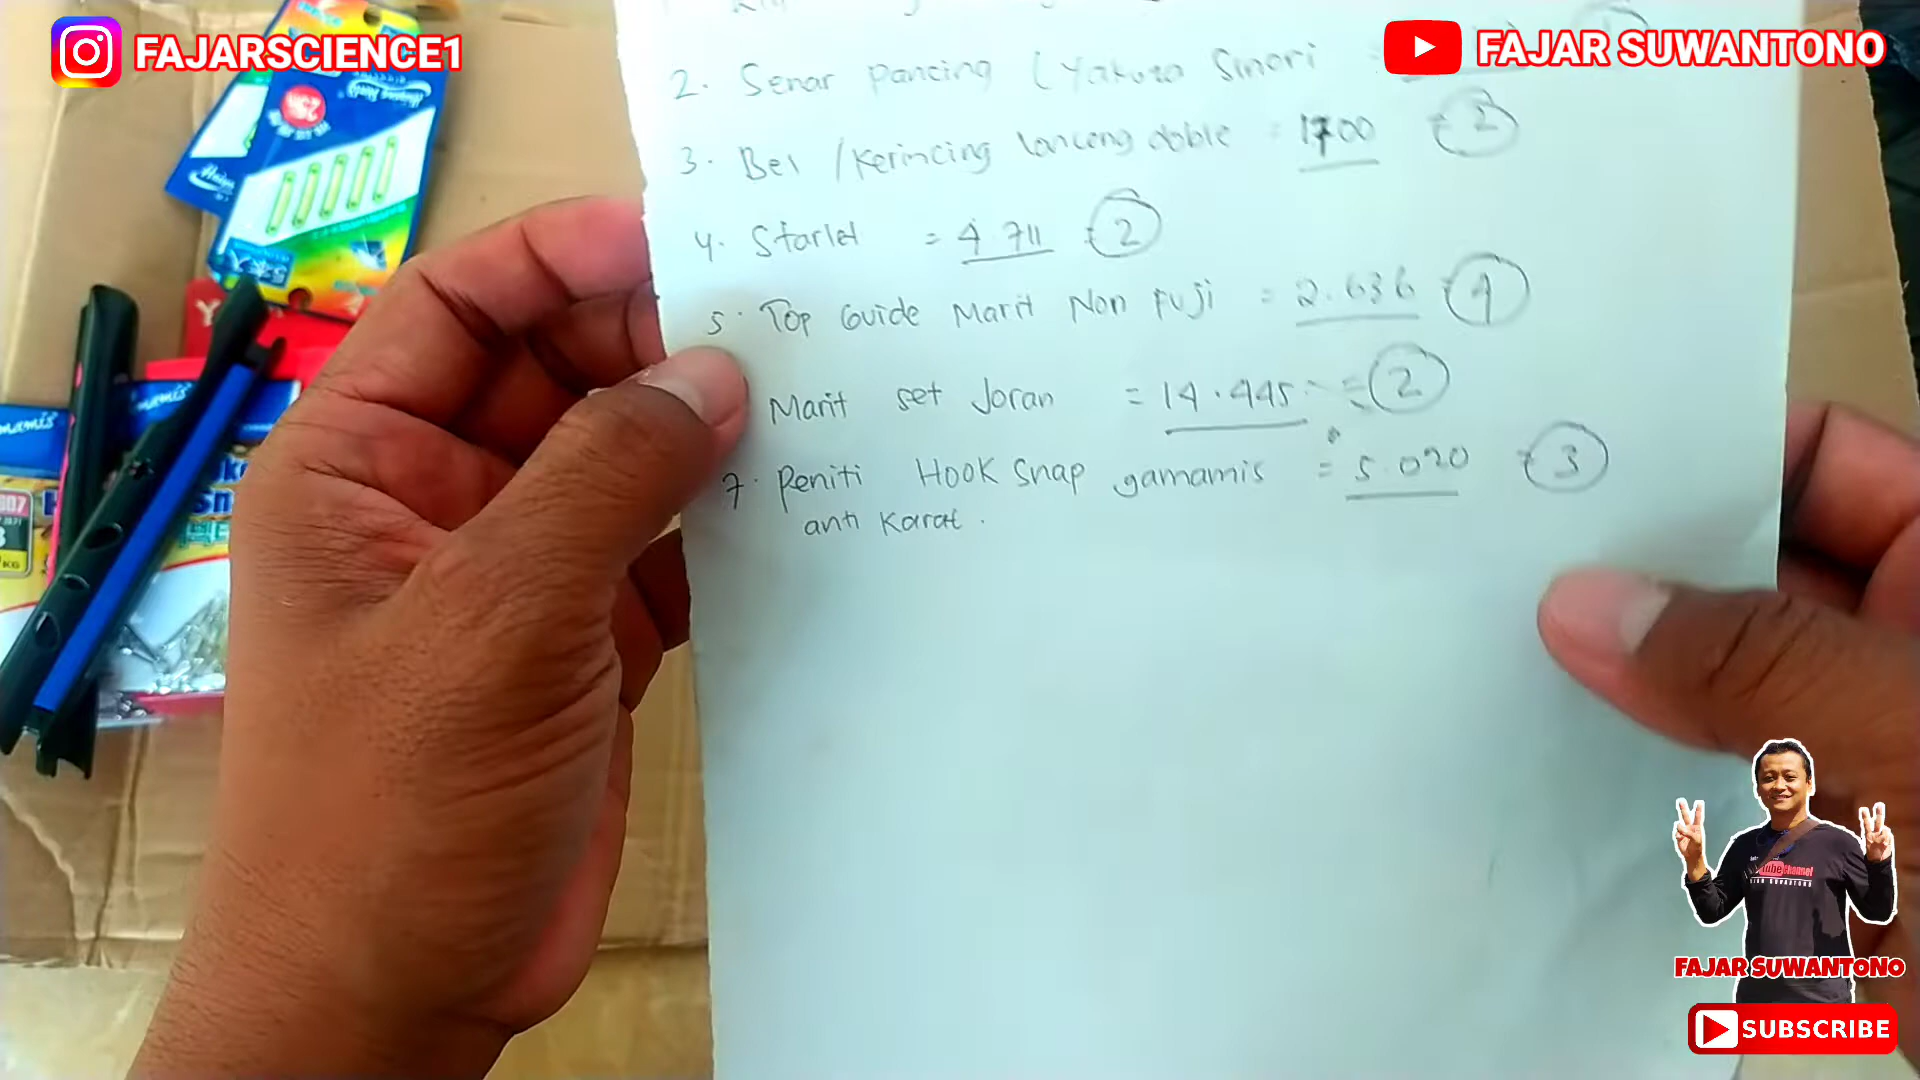 FAJARSCIENCE1
FAJAR SUWANTONO
2. Senar Pancing (Yakuza Sinori =
3. Bel /Kerincing lonceng doble = 1700 = 2
4. Starlet = 4.711 = 2
5. Top Guide Marit Non Fuji = 2.636 = 4
Marit set Joran = 14.445 = 2
7. Peniti Hook Snap gamamis = 5.020 = 3
anti Karat.
FAJAR SUWANTONO
SUBSCRIBE